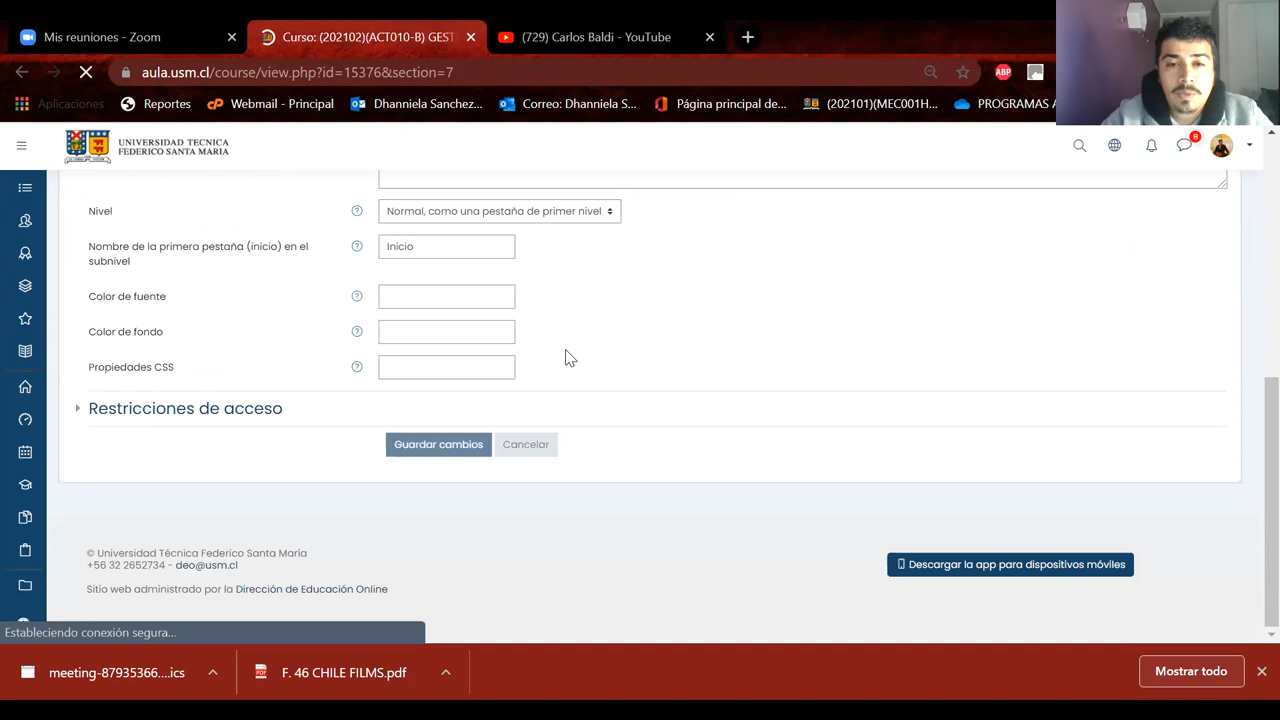 Mis reuniones - Zoom
Curso: (202102)(ACT010-B) GEST
(729) Carlos Baldi - YouTube
aula.usm.cl/course/view.php?id=15376&section=7
ABP
Aplicaciones
Reportes
Webmail - Principal
Dhanniela Sanchez...
Correo: Dhanniela S...
Página principal de...
(202101)(MEC001H...
PROGRAMAS A
UNIVERSIDAD TECNICA
FEDERICO SANTA MARIA
8
Nivel
Normal, como una pestaña de primer nivel
Nombre de la primera pestaña (inicio) en el
subnivel
Inicio
Color de fuente
Color de fondo
Propiedades CSS
Restricciones de acceso
Guardar cambios
Cancelar
© Universidad Técnica Federico Santa María
+56 32 2652734 - deo@usm.cl
Descargar la app para dispositivos móviles
Sitio web administrado por la Dirección de Educación Online
Estableciendo conexión segura...
meeting-87935366....ics
F. 46 CHILE FILMS.pdf
Mostrar todo